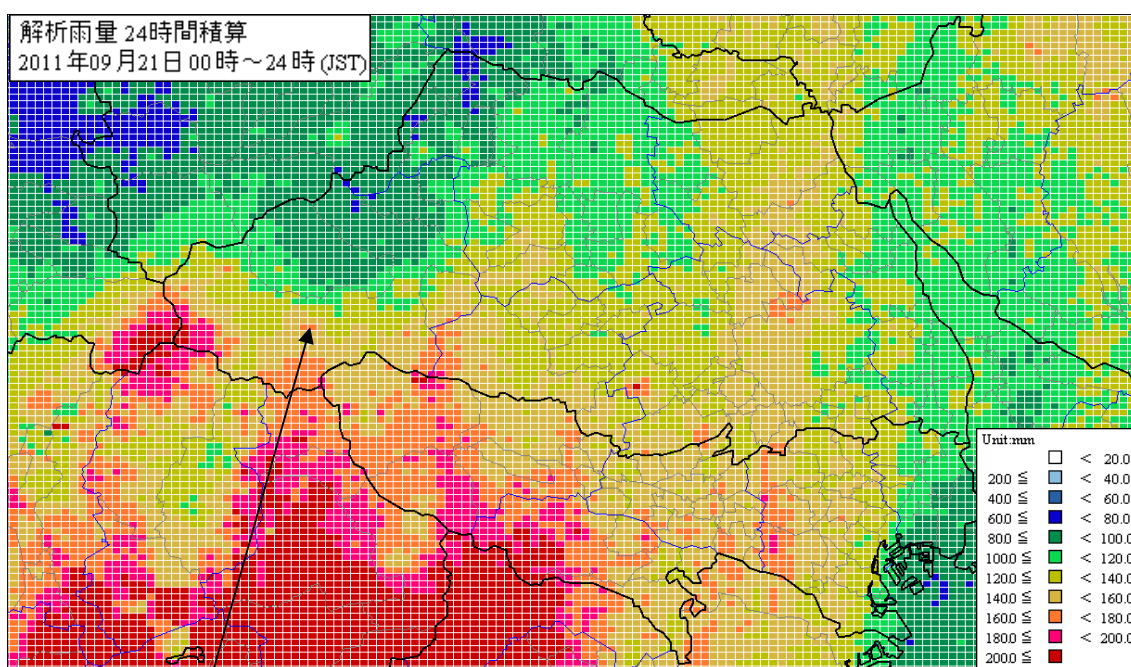 解析雨量 24時間積算
2011年09月21日 00時～24時 (JST)
Unit:mm
< 20.0
200 ≦ < 40.0
400 ≦ < 60.0
600 ≦ < 80.0
800 ≦ < 100.0
1000 ≦ < 120.0
1200 ≦ < 140.0
1400 ≦ < 160.0
1600 ≦ < 180.0
1800 ≦ < 200.0
2000 ≦